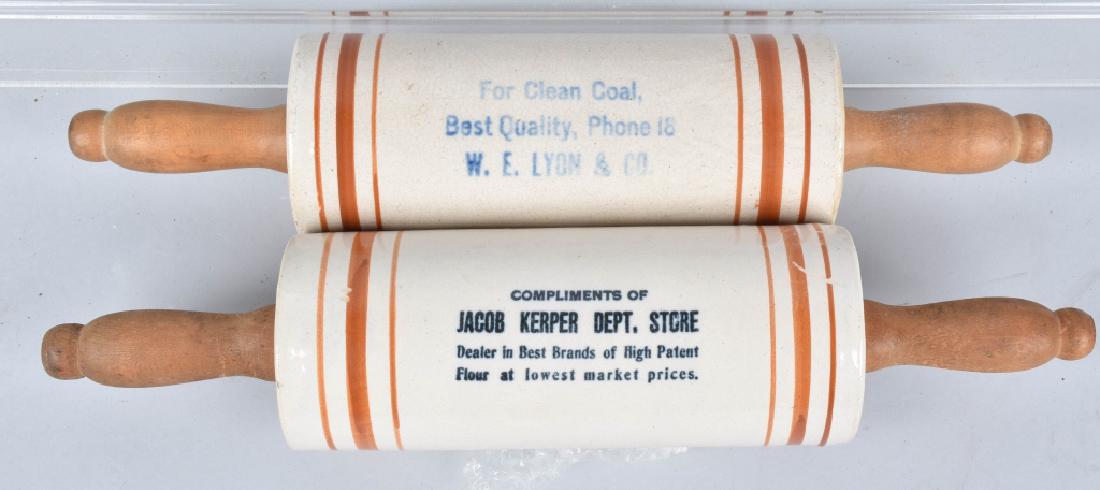 For Clean Coal,
Best Quality, Phone 18
W. E. LYON & CO.
COMPLIMENTS OF
JACOB KERPER DEPT. STORE
Dealer in Best Brands of High Patent
Flour at lowest market prices.